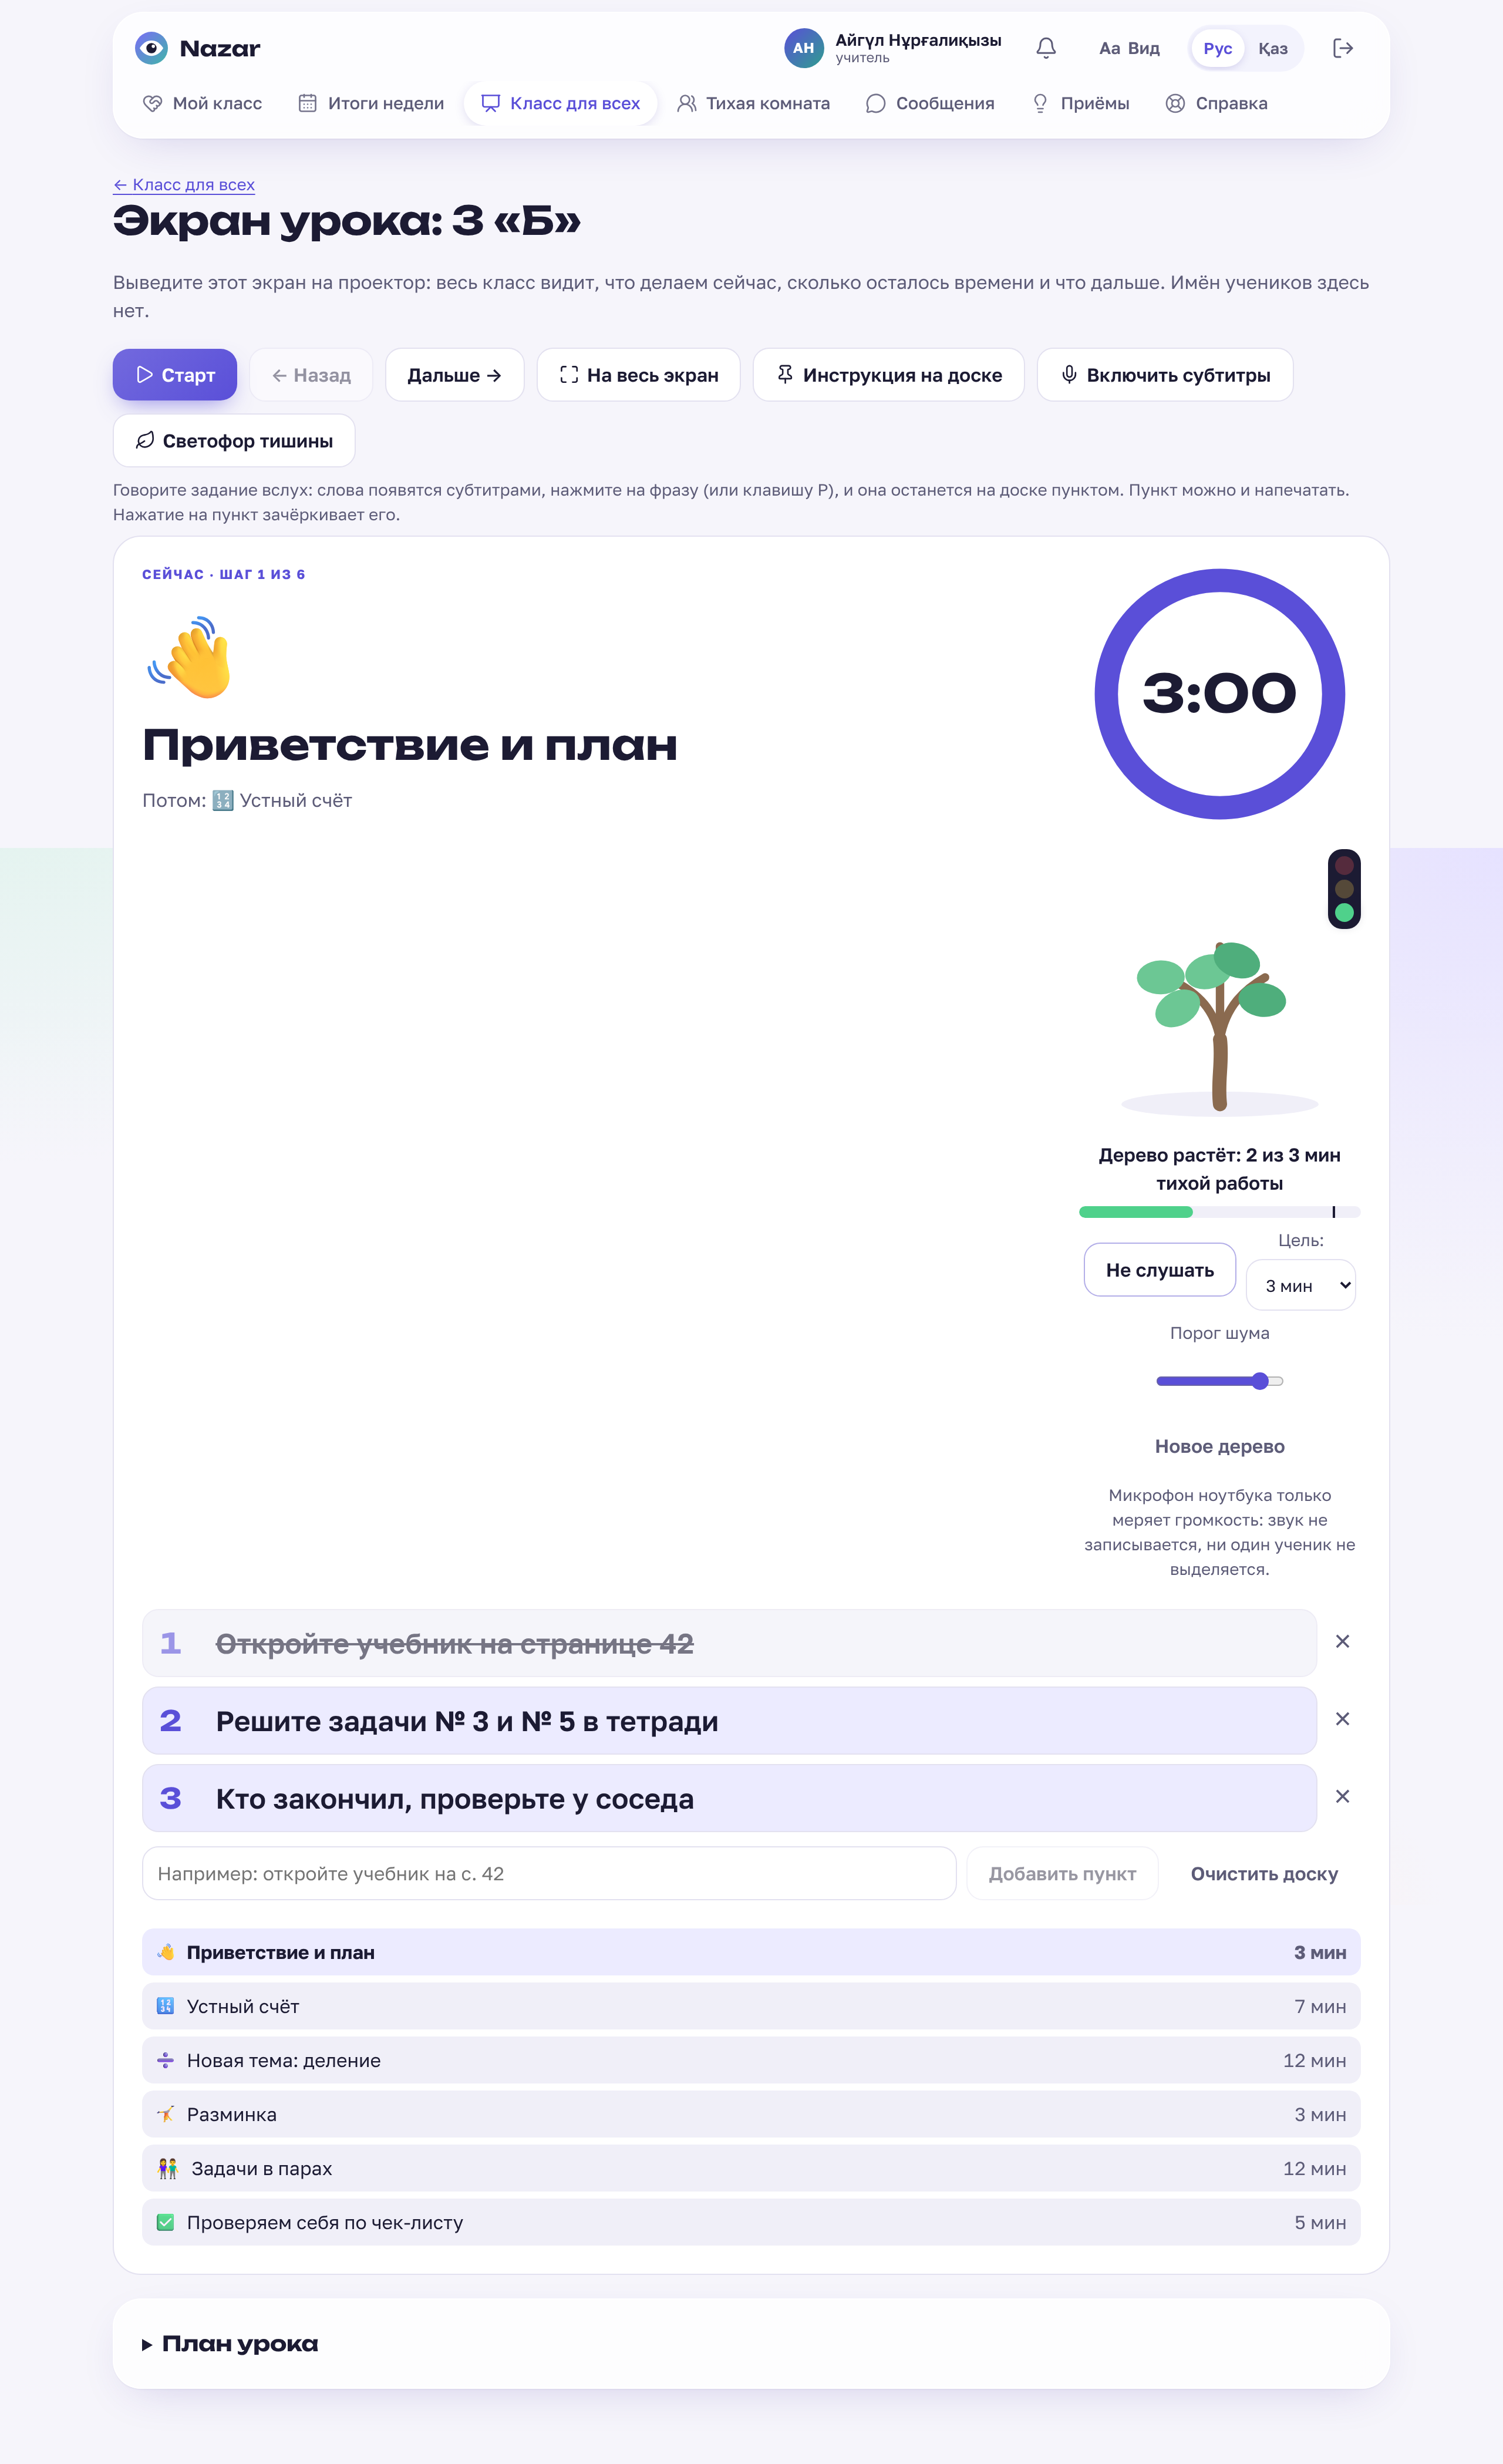 Nazar
АН
Айгүл Нұрғалиқызы
учитель
Aa Вид
Рус
Қаз
Мой класс
Итоги недели
Класс для всех
Тихая комната
Сообщения
Приёмы
Справка
← Класс для всех
Экран урока: 3 «Б»
Выведите этот экран на проектор: весь класс видит, что делаем сейчас, сколько осталось времени и что дальше. Имён учеников здесь
нет.
Старт
← Назад
Дальше →
На весь экран
Инструкция на доске
Включить субтитры
Светофор тишины
Говорите задание вслух: слова появятся субтитрами, нажмите на фразу (или клавишу P), и она останется на доске пунктом. Пункт можно и напечатать.
Нажатие на пункт зачёркивает его.
СЕЙЧАС · ШАГ 1 ИЗ 6
Приветствие и план
Потом: 🔢 Устный счёт
3:00
Дерево растёт: 2 из 3 мин
тихой работы
Не слушать
Цель:
3 мин
Порог шума
Новое дерево
Микрофон ноутбука только
меряет громкость: звук не
записывается, ни один ученик не
выделяется.
1 Откройте учебник на странице 42 ×
2 Решите задачи № 3 и № 5 в тетради ×
3 Кто закончил, проверьте у соседа ×
Например: откройте учебник на с. 42
Добавить пункт
Очистить доску
Приветствие и план 3 мин
Устный счёт 7 мин
Новая тема: деление 12 мин
Разминка 3 мин
Задачи в парах 12 мин
Проверяем себя по чек-листу 5 мин
План урока